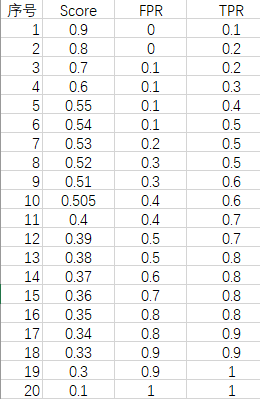 序号 Score FPR TPR
1 0.9 0 0.1
2 0.8 0 0.2
3 0.7 0.1 0.2
4 0.6 0.1 0.3
5 0.55 0.1 0.4
6 0.54 0.1 0.5
7 0.53 0.2 0.5
8 0.52 0.3 0.5
9 0.51 0.3 0.6
10 0.505 0.4 0.6
11 0.4 0.4 0.7
12 0.39 0.5 0.7
13 0.38 0.5 0.8
14 0.37 0.6 0.8
15 0.36 0.7 0.8
16 0.35 0.8 0.8
17 0.34 0.8 0.9
18 0.33 0.9 0.9
19 0.3 0.9 1
20 0.1 1 1